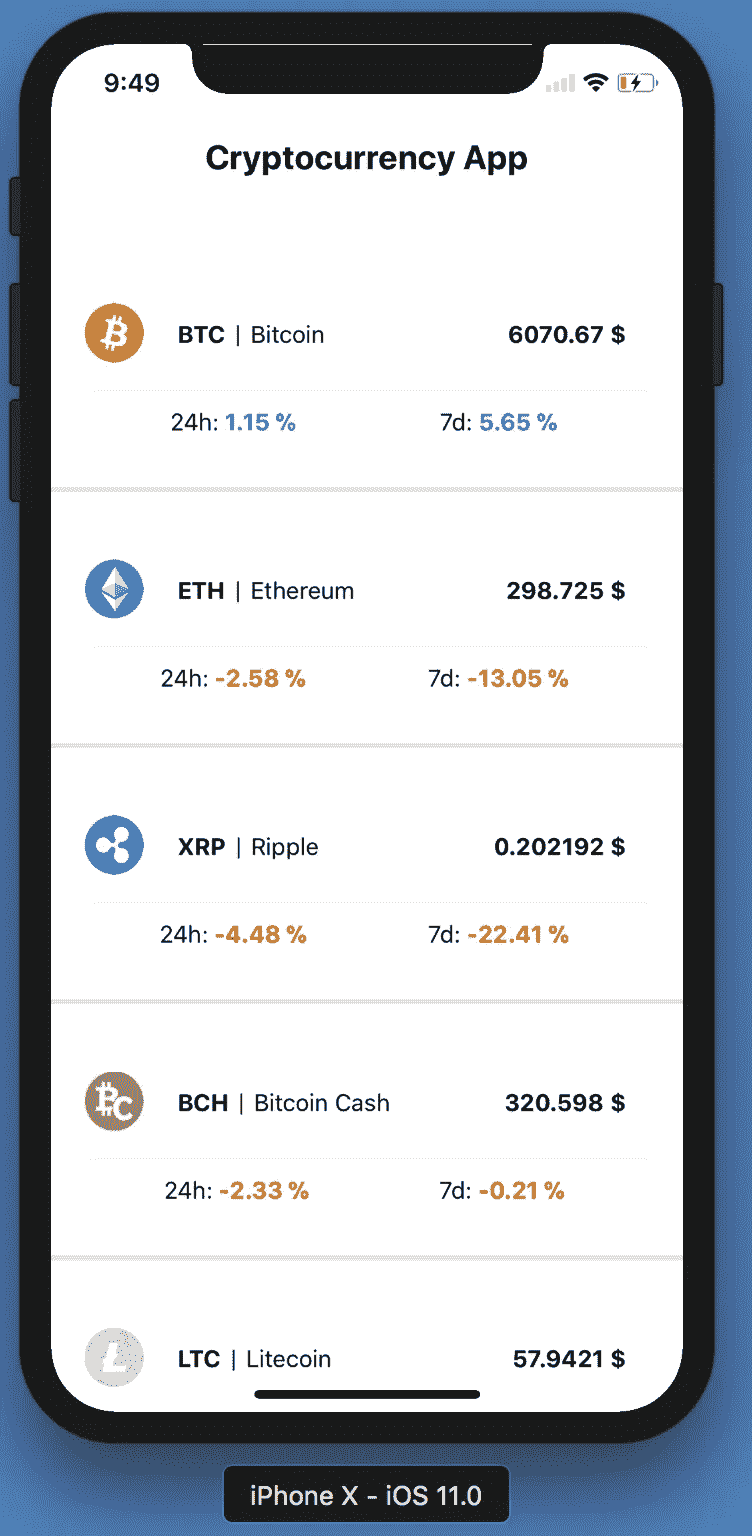 9:49
Cryptocurrency App
BTC | Bitcoin 6070.67 $
24h: 1.15 % 7d: 5.65 %
ETH | Ethereum 298.725 $
24h: -2.58 % 7d: -13.05 %
XRP | Ripple 0.202192 $
24h: -4.48 % 7d: -22.41 %
BCH | Bitcoin Cash 320.598 $
24h: -2.33 % 7d: -0.21 %
LTC | Litecoin 57.9421 $
iPhone X - iOS 11.0